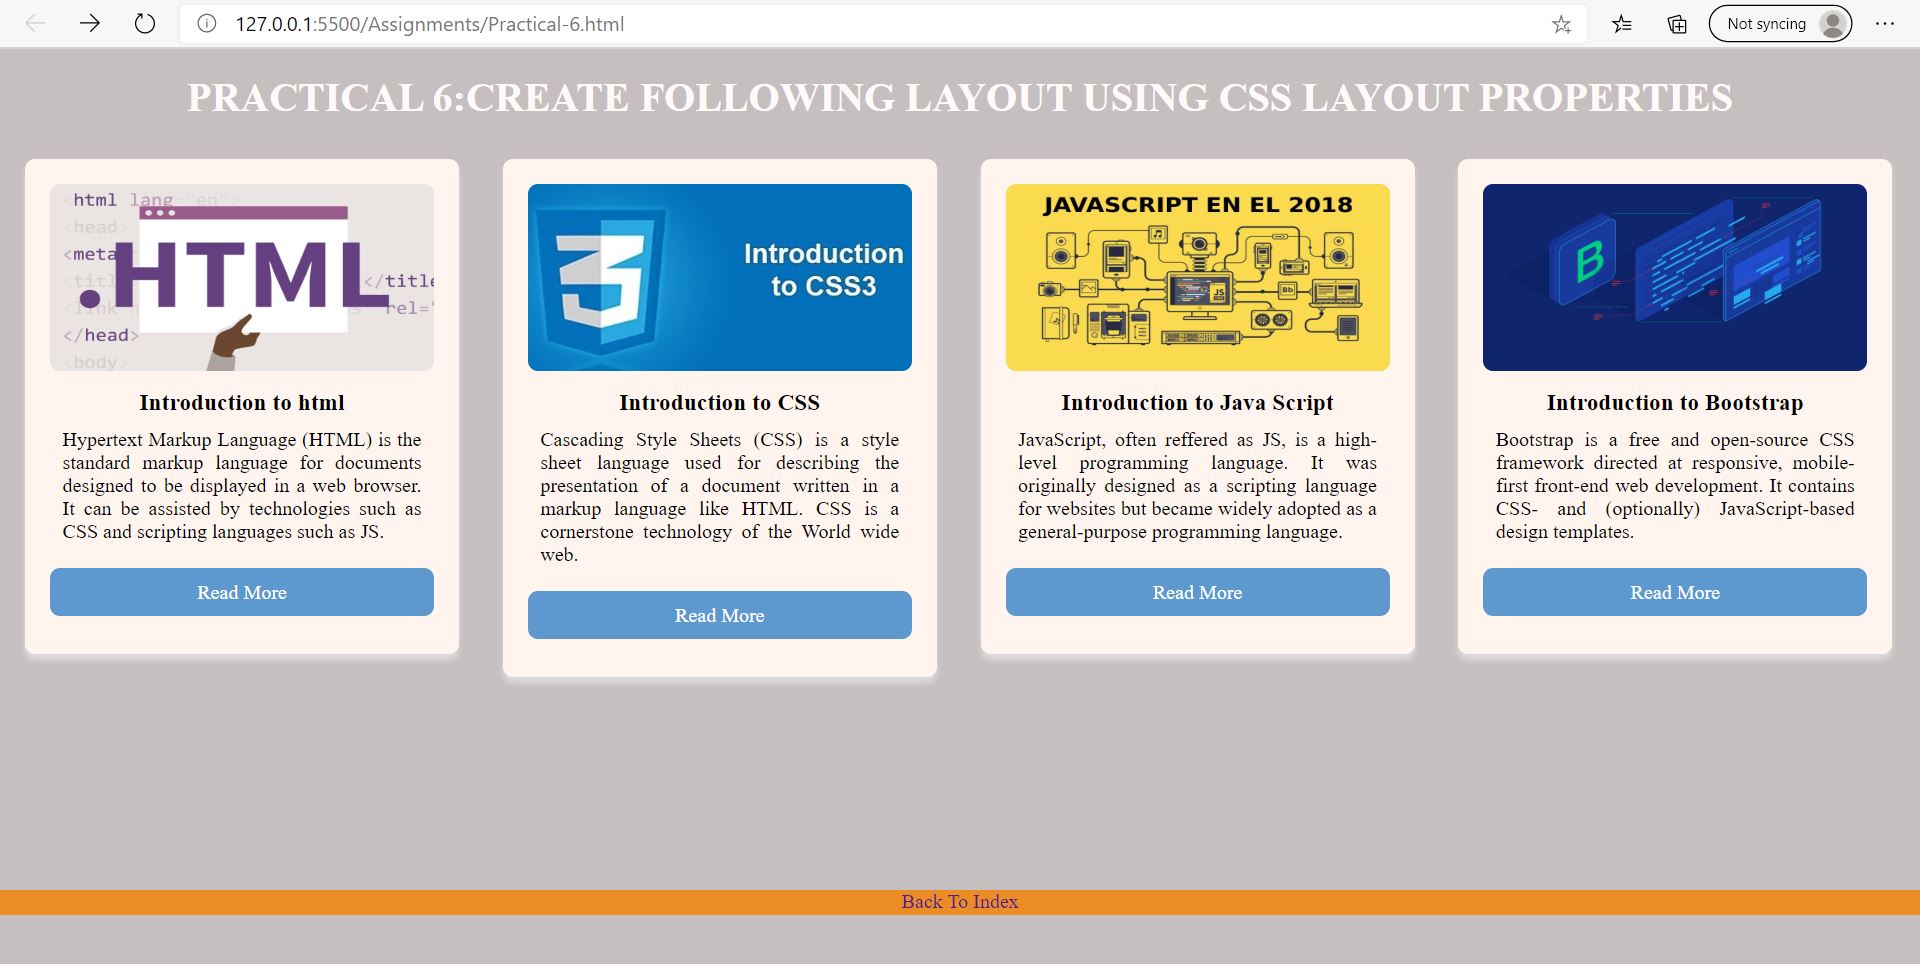 127.0.0.1:5500/Assignments/Practical-6.html
Not syncing
PRACTICAL 6:CREATE FOLLOWING LAYOUT USING CSS LAYOUT PROPERTIES
<html lang="en">
<head>
<meta
<titl </title
<link rel="
</head>
<body>
.HTML
Introduction to html
Hypertext Markup Language (HTML) is the
standard markup language for documents
designed to be displayed in a web browser.
It can be assisted by technologies such as
CSS and scripting languages such as JS.
Read More
3
Introduction
to CSS3
Introduction to CSS
Cascading Style Sheets (CSS) is a style
sheet language used for describing the
presentation of a document written in a
markup language like HTML. CSS is a
cornerstone technology of the World wide
web.
Read More
JAVASCRIPT EN EL 2018
JS
Bb
Introduction to Java Script
JavaScript, often reffered as JS, is a high-
level programming language. It was
originally designed as a scripting language
for websites but became widely adopted as a
general-purpose programming language.
Read More
B
Introduction to Bootstrap
Bootstrap is a free and open-source CSS
framework directed at responsive, mobile-
first front-end web development. It contains
CSS- and (optionally) JavaScript-based
design templates.
Read More
Back To Index